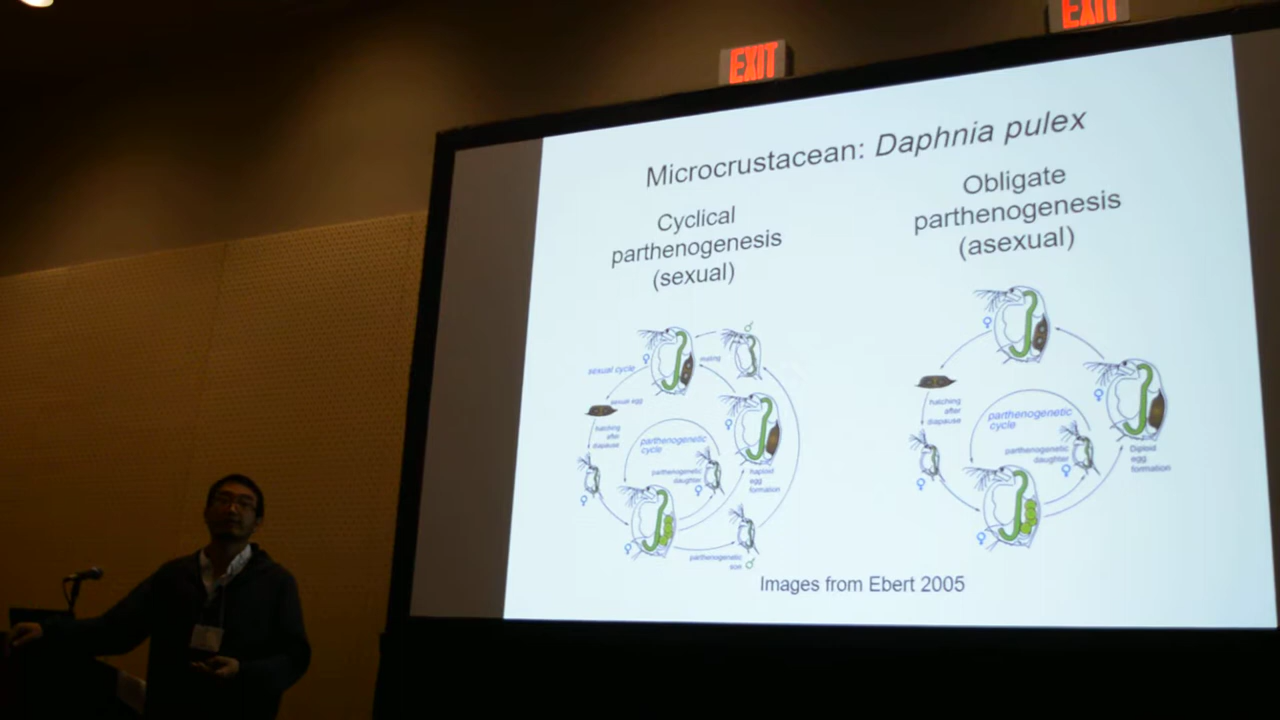 EXIT
EXIT
Microcrustacean: Daphnia pulex
Cyclical
parthenogenesis
(sexual)
Obligate
parthenogenesis
(asexual)
♂
♀
mating
sexual cycle
sexual egg
hatching
after
diapause
♀
parthenogenetic
cycle
parthenogenetic
daughter
♀
♀
haploid
egg
formation
♀
♀
parthenogenetic
son ♂
♀
hatching
after
diapause
♀
parthenogenetic
cycle
parthenogenetic
daughter
♀
♀
Diploid
egg
formation
♀
Images from Ebert 2005